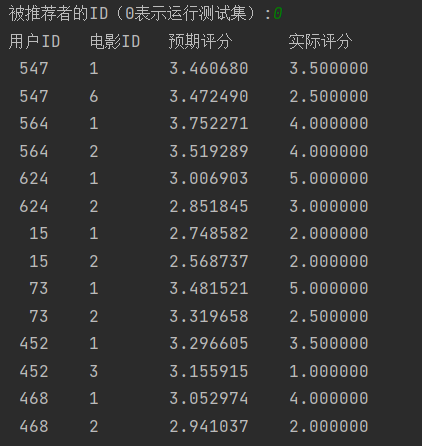 被推荐者的ID（0表示运行测试集）:0
用户ID 电影ID 预期评分 实际评分
547 1 3.460680 3.500000
547 6 3.472490 2.500000
564 1 3.752271 4.000000
564 2 3.519289 4.000000
624 1 3.006903 5.000000
624 2 2.851845 3.000000
15 1 2.748582 2.000000
15 2 2.568737 2.000000
73 1 3.481521 5.000000
73 2 3.319658 2.500000
452 1 3.296605 3.500000
452 3 3.155915 1.000000
468 1 3.052974 4.000000
468 2 2.941037 2.000000